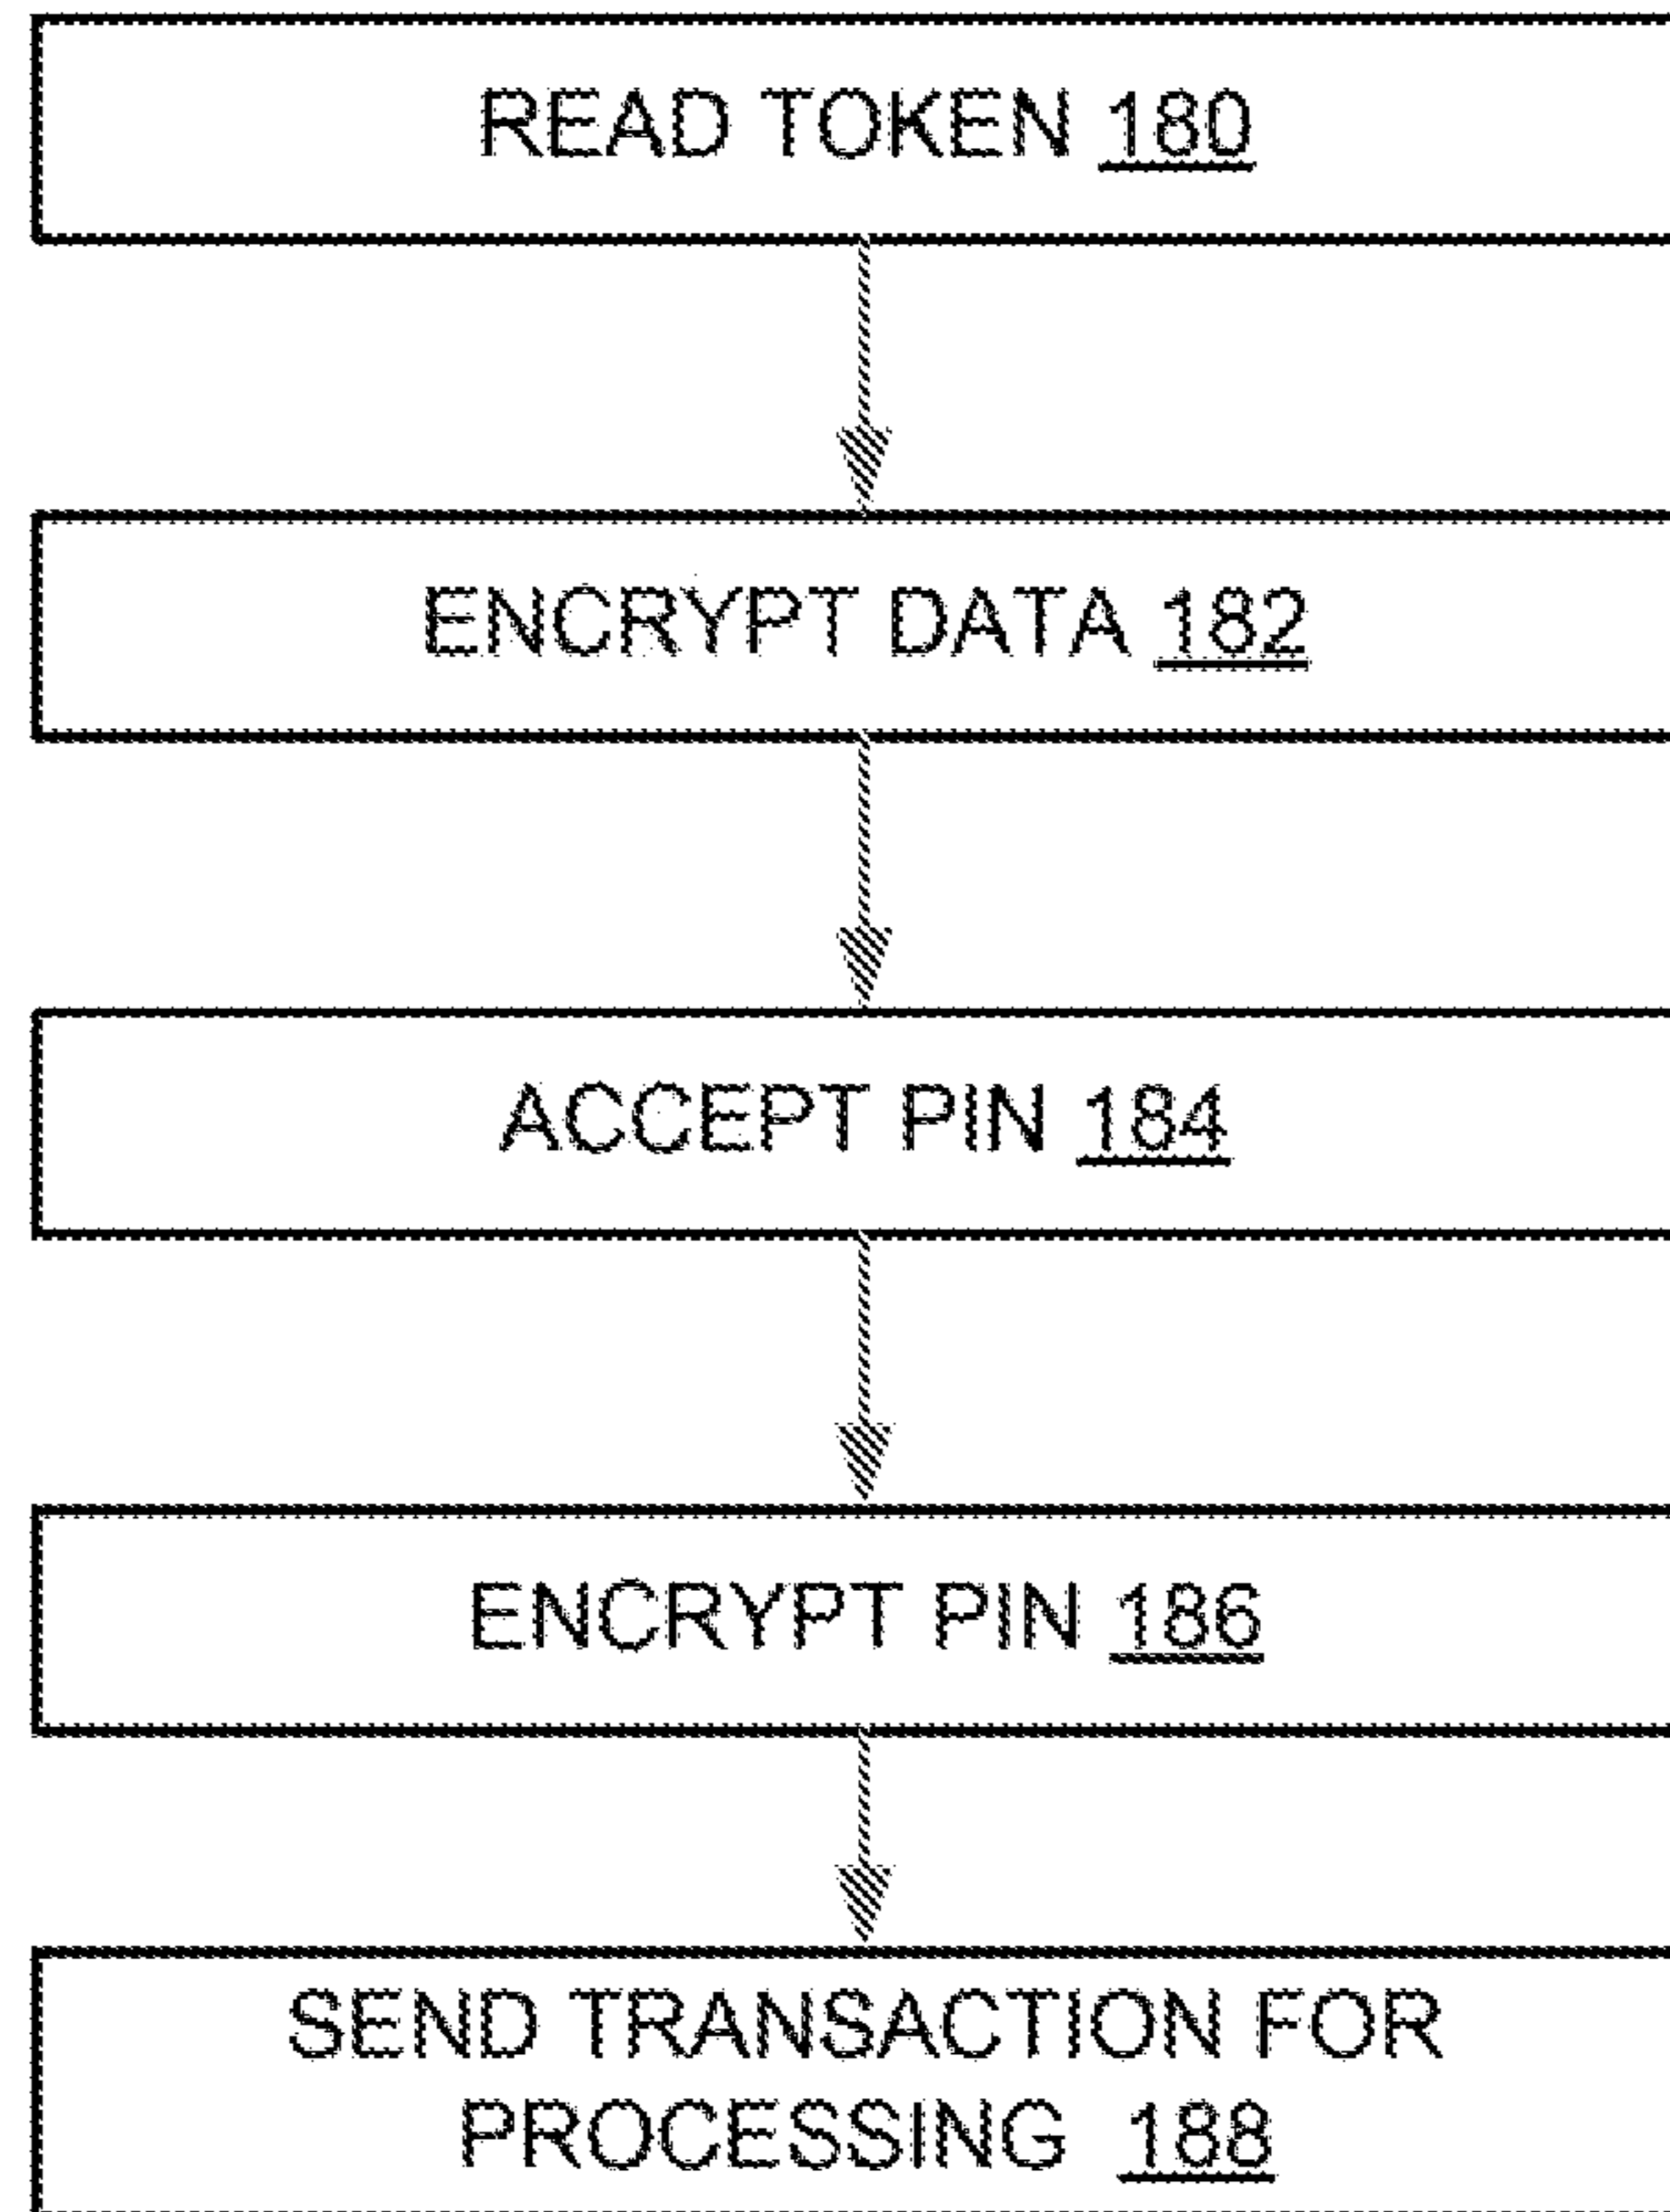 READ TOKEN 180
ENCRYPT DATA 182
ACCEPT PIN 184
ENCRYPT PIN 186
SEND TRANSACTION FOR
PROCESSING 188